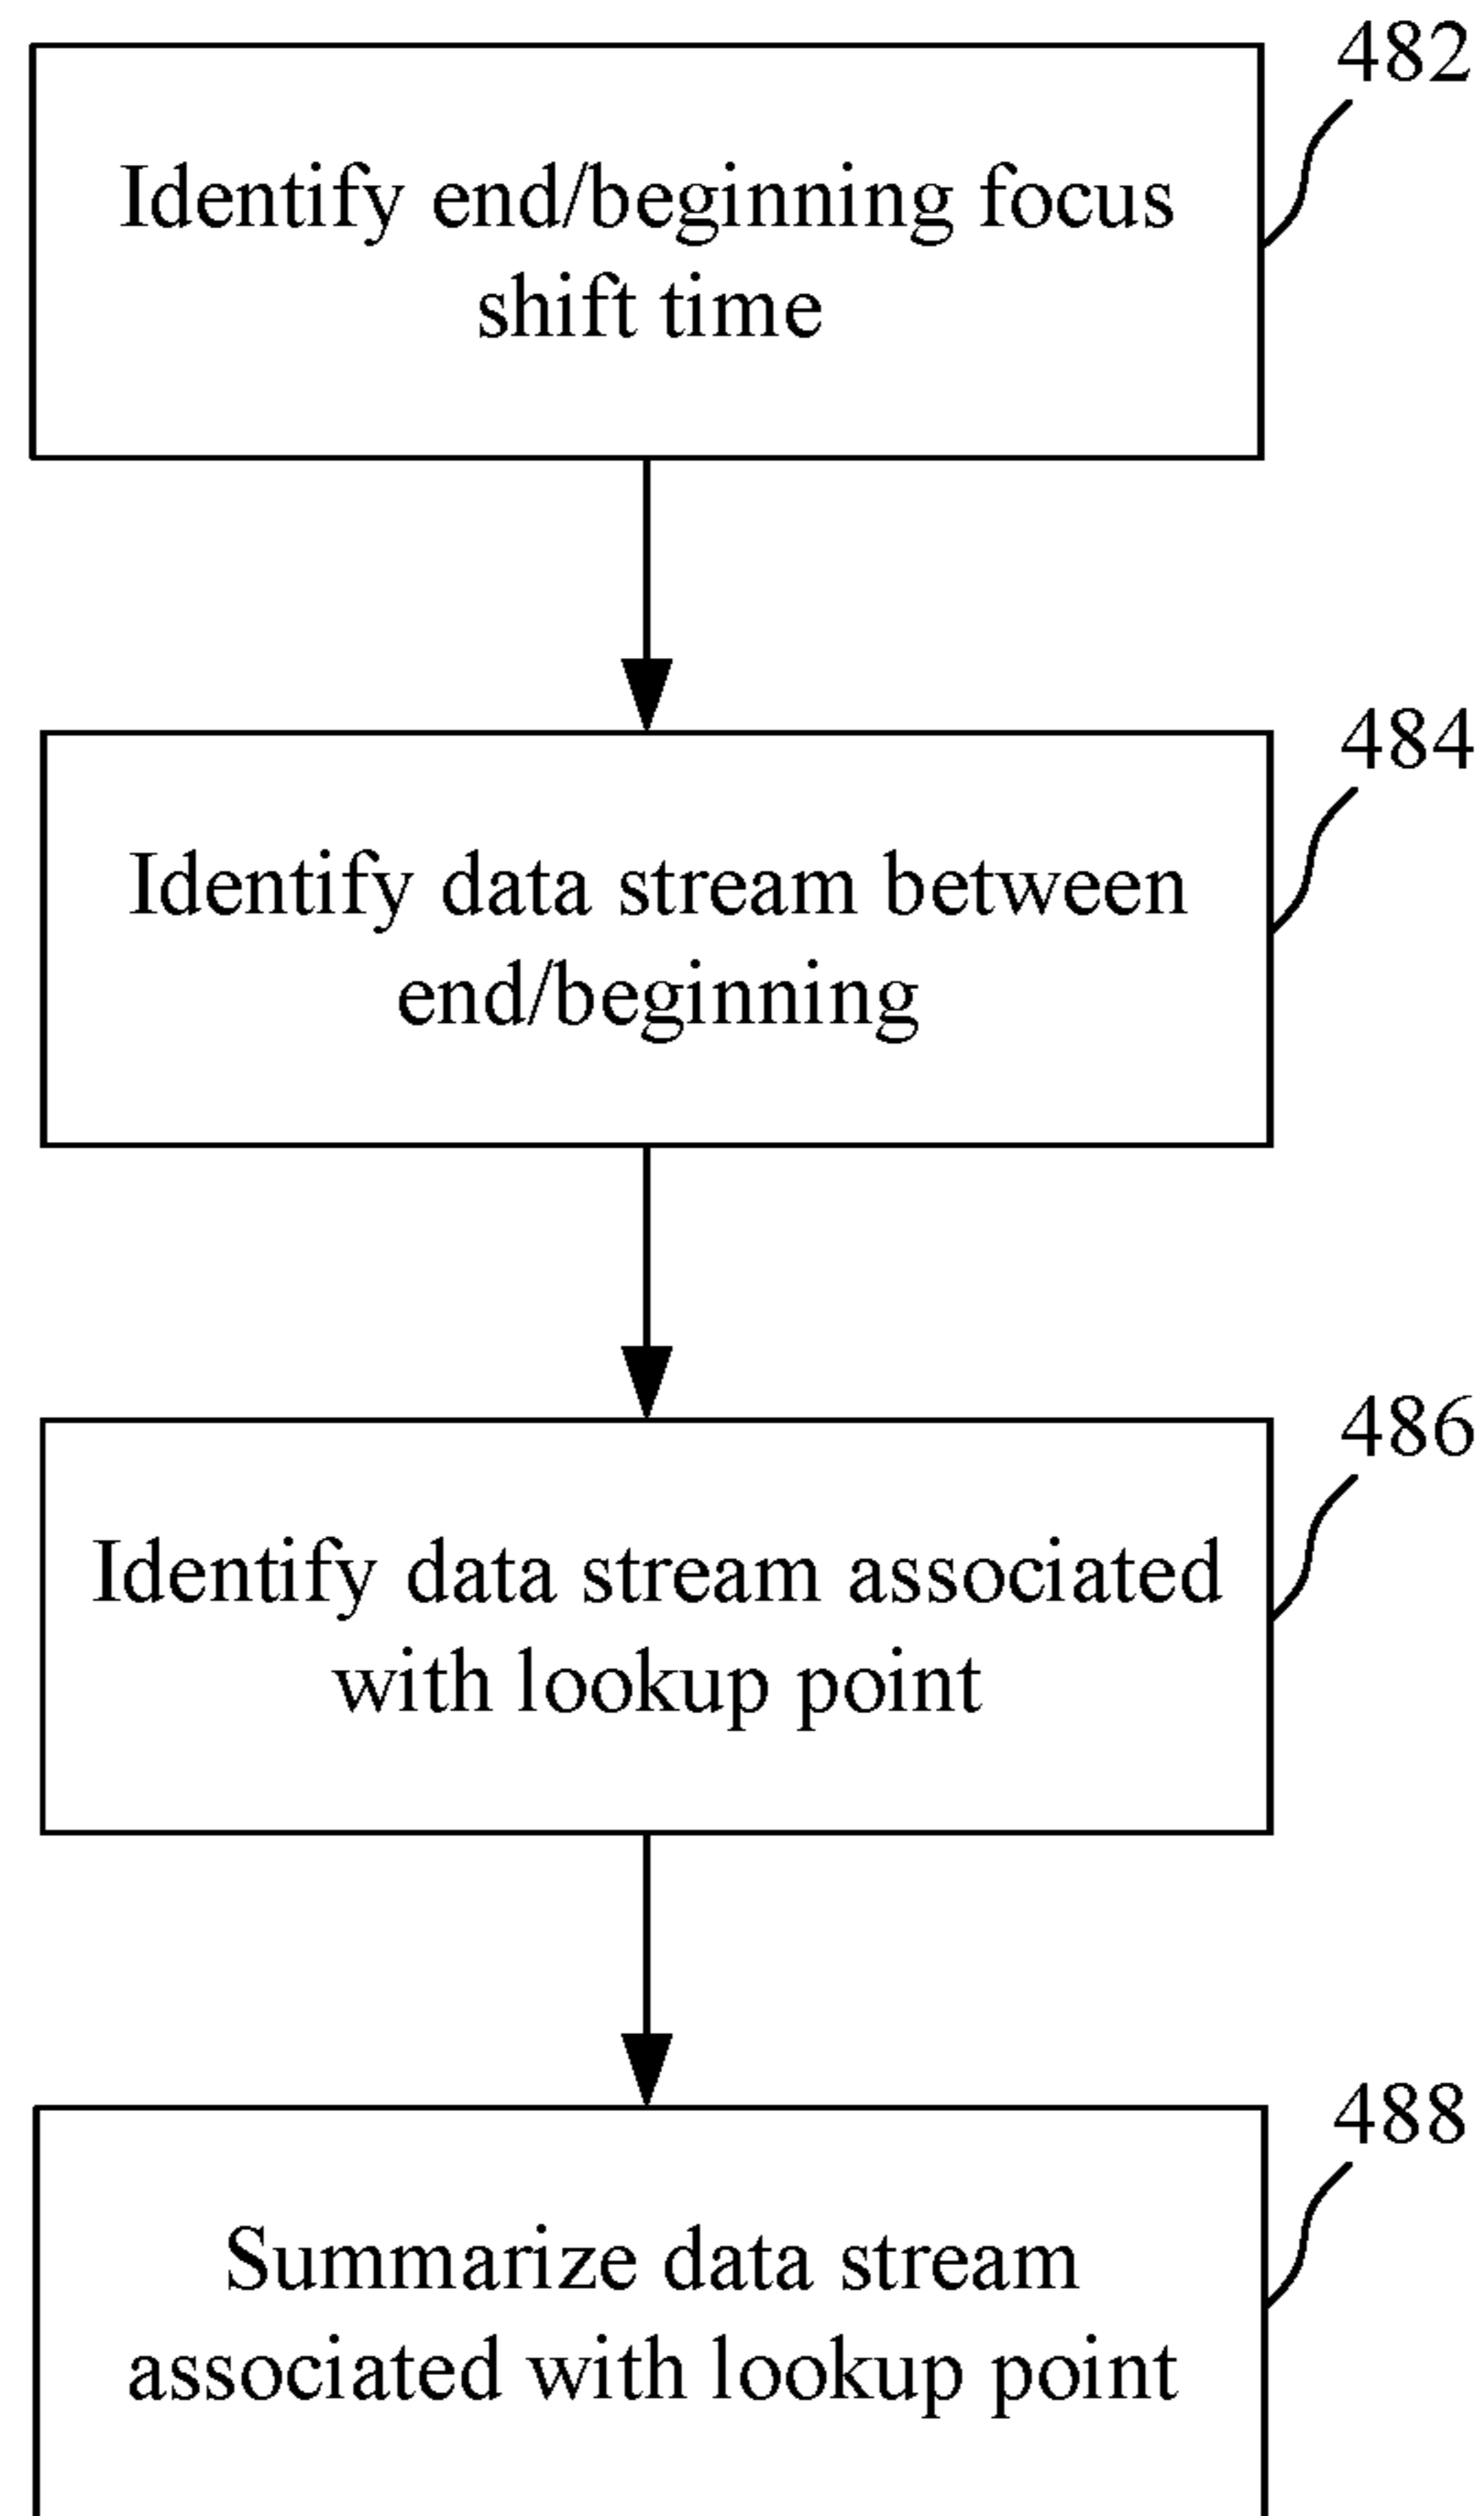 482
Identify end/beginning focus
shift time
484
Identify data stream between
end/beginning
486
Identify data stream associated
with lookup point
488
Summarize data stream
associated with lookup point